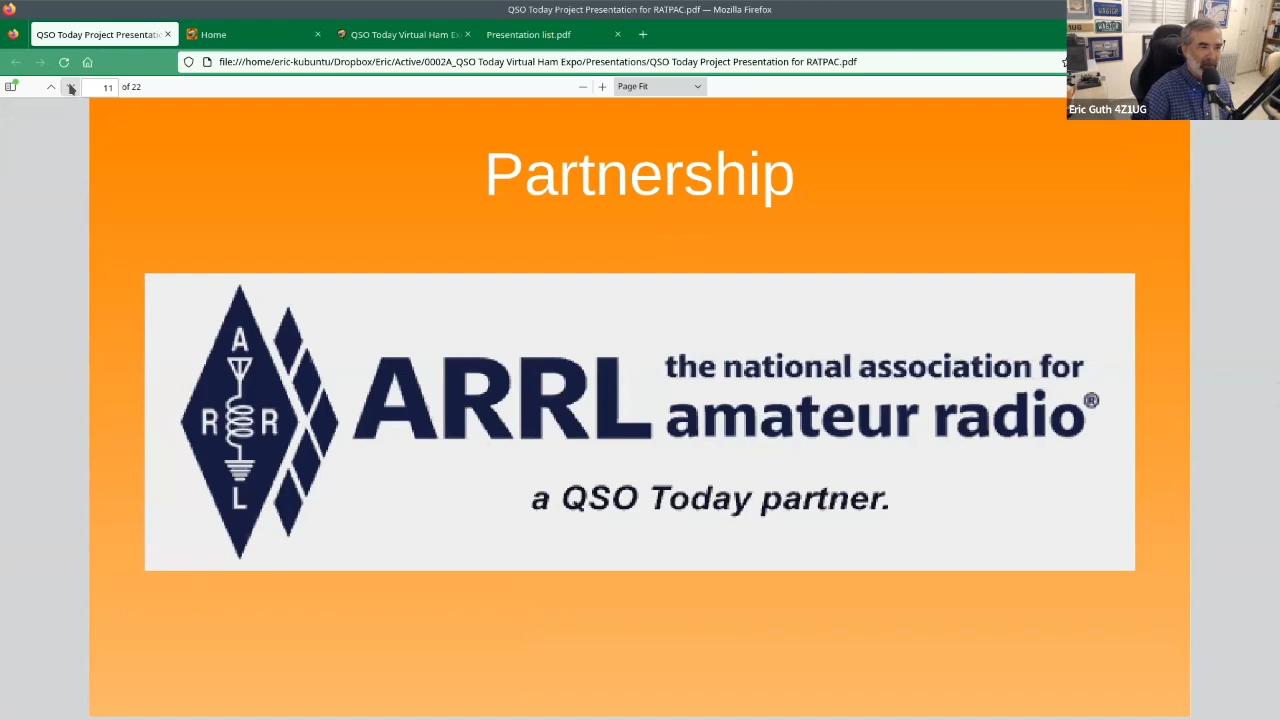 QSO Today Project Presentation for RATPAC.pdf — Mozilla Firefox
QSO Today Project Presentatio
Home
QSO Today Virtual Ham Ex
Presentation list.pdf
file:///home/eric-kubuntu/Dropbox/Eric/Active/0002A_QSO Today Virtual Ham Expo/Presentations/QSO Today Project Presentation for RATPAC.pdf
11 of 22
Page Fit
Eric Guth 4Z1UG
Partnership
A
R R
L
ARRL the national association for
amateur radio®
a QSO Today partner.